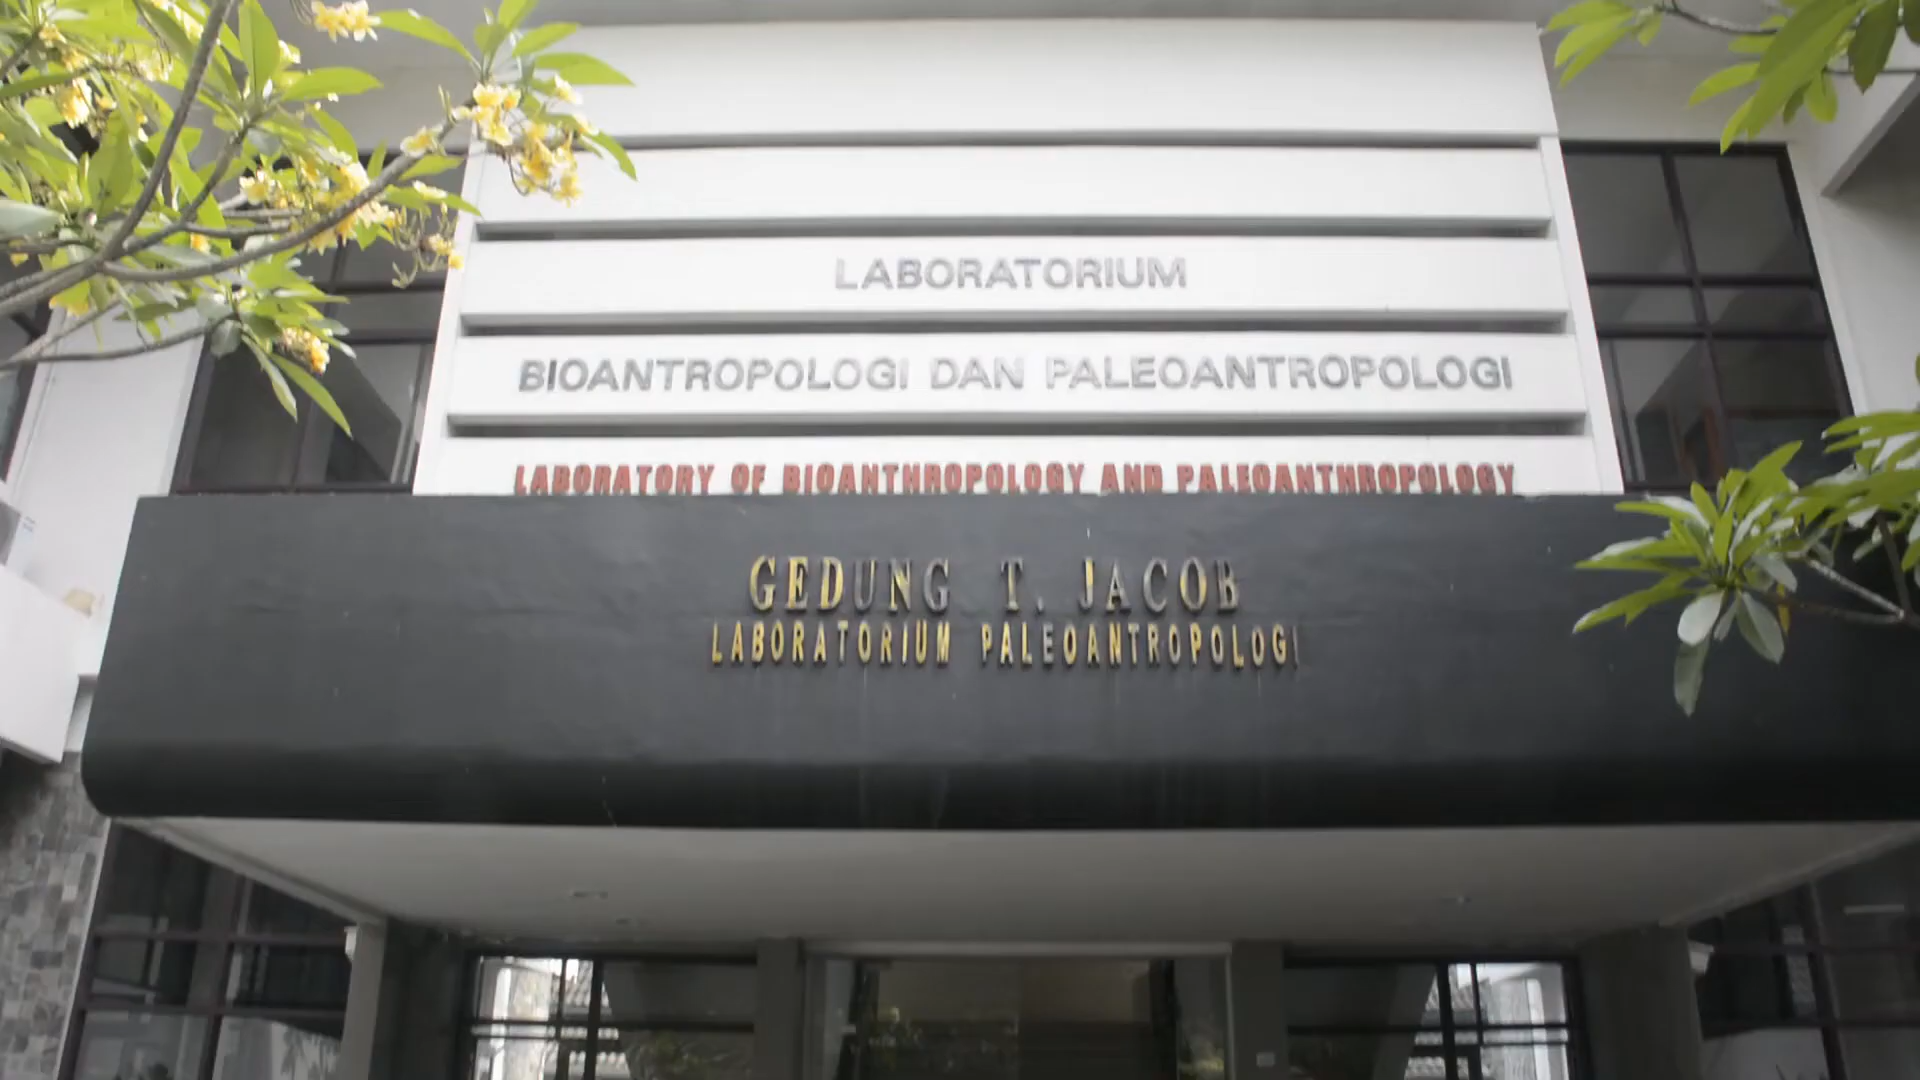 LABORATORIUM
BIOANTROPOLOGI DAN PALEOANTROPOLOGI
LABORATORY OF BIOANTHROPOLOGY AND PALEOANTHROPOLOGY
GEDUNG T. JACOB
LABORATORIUM PALEOANTROPOLOGI